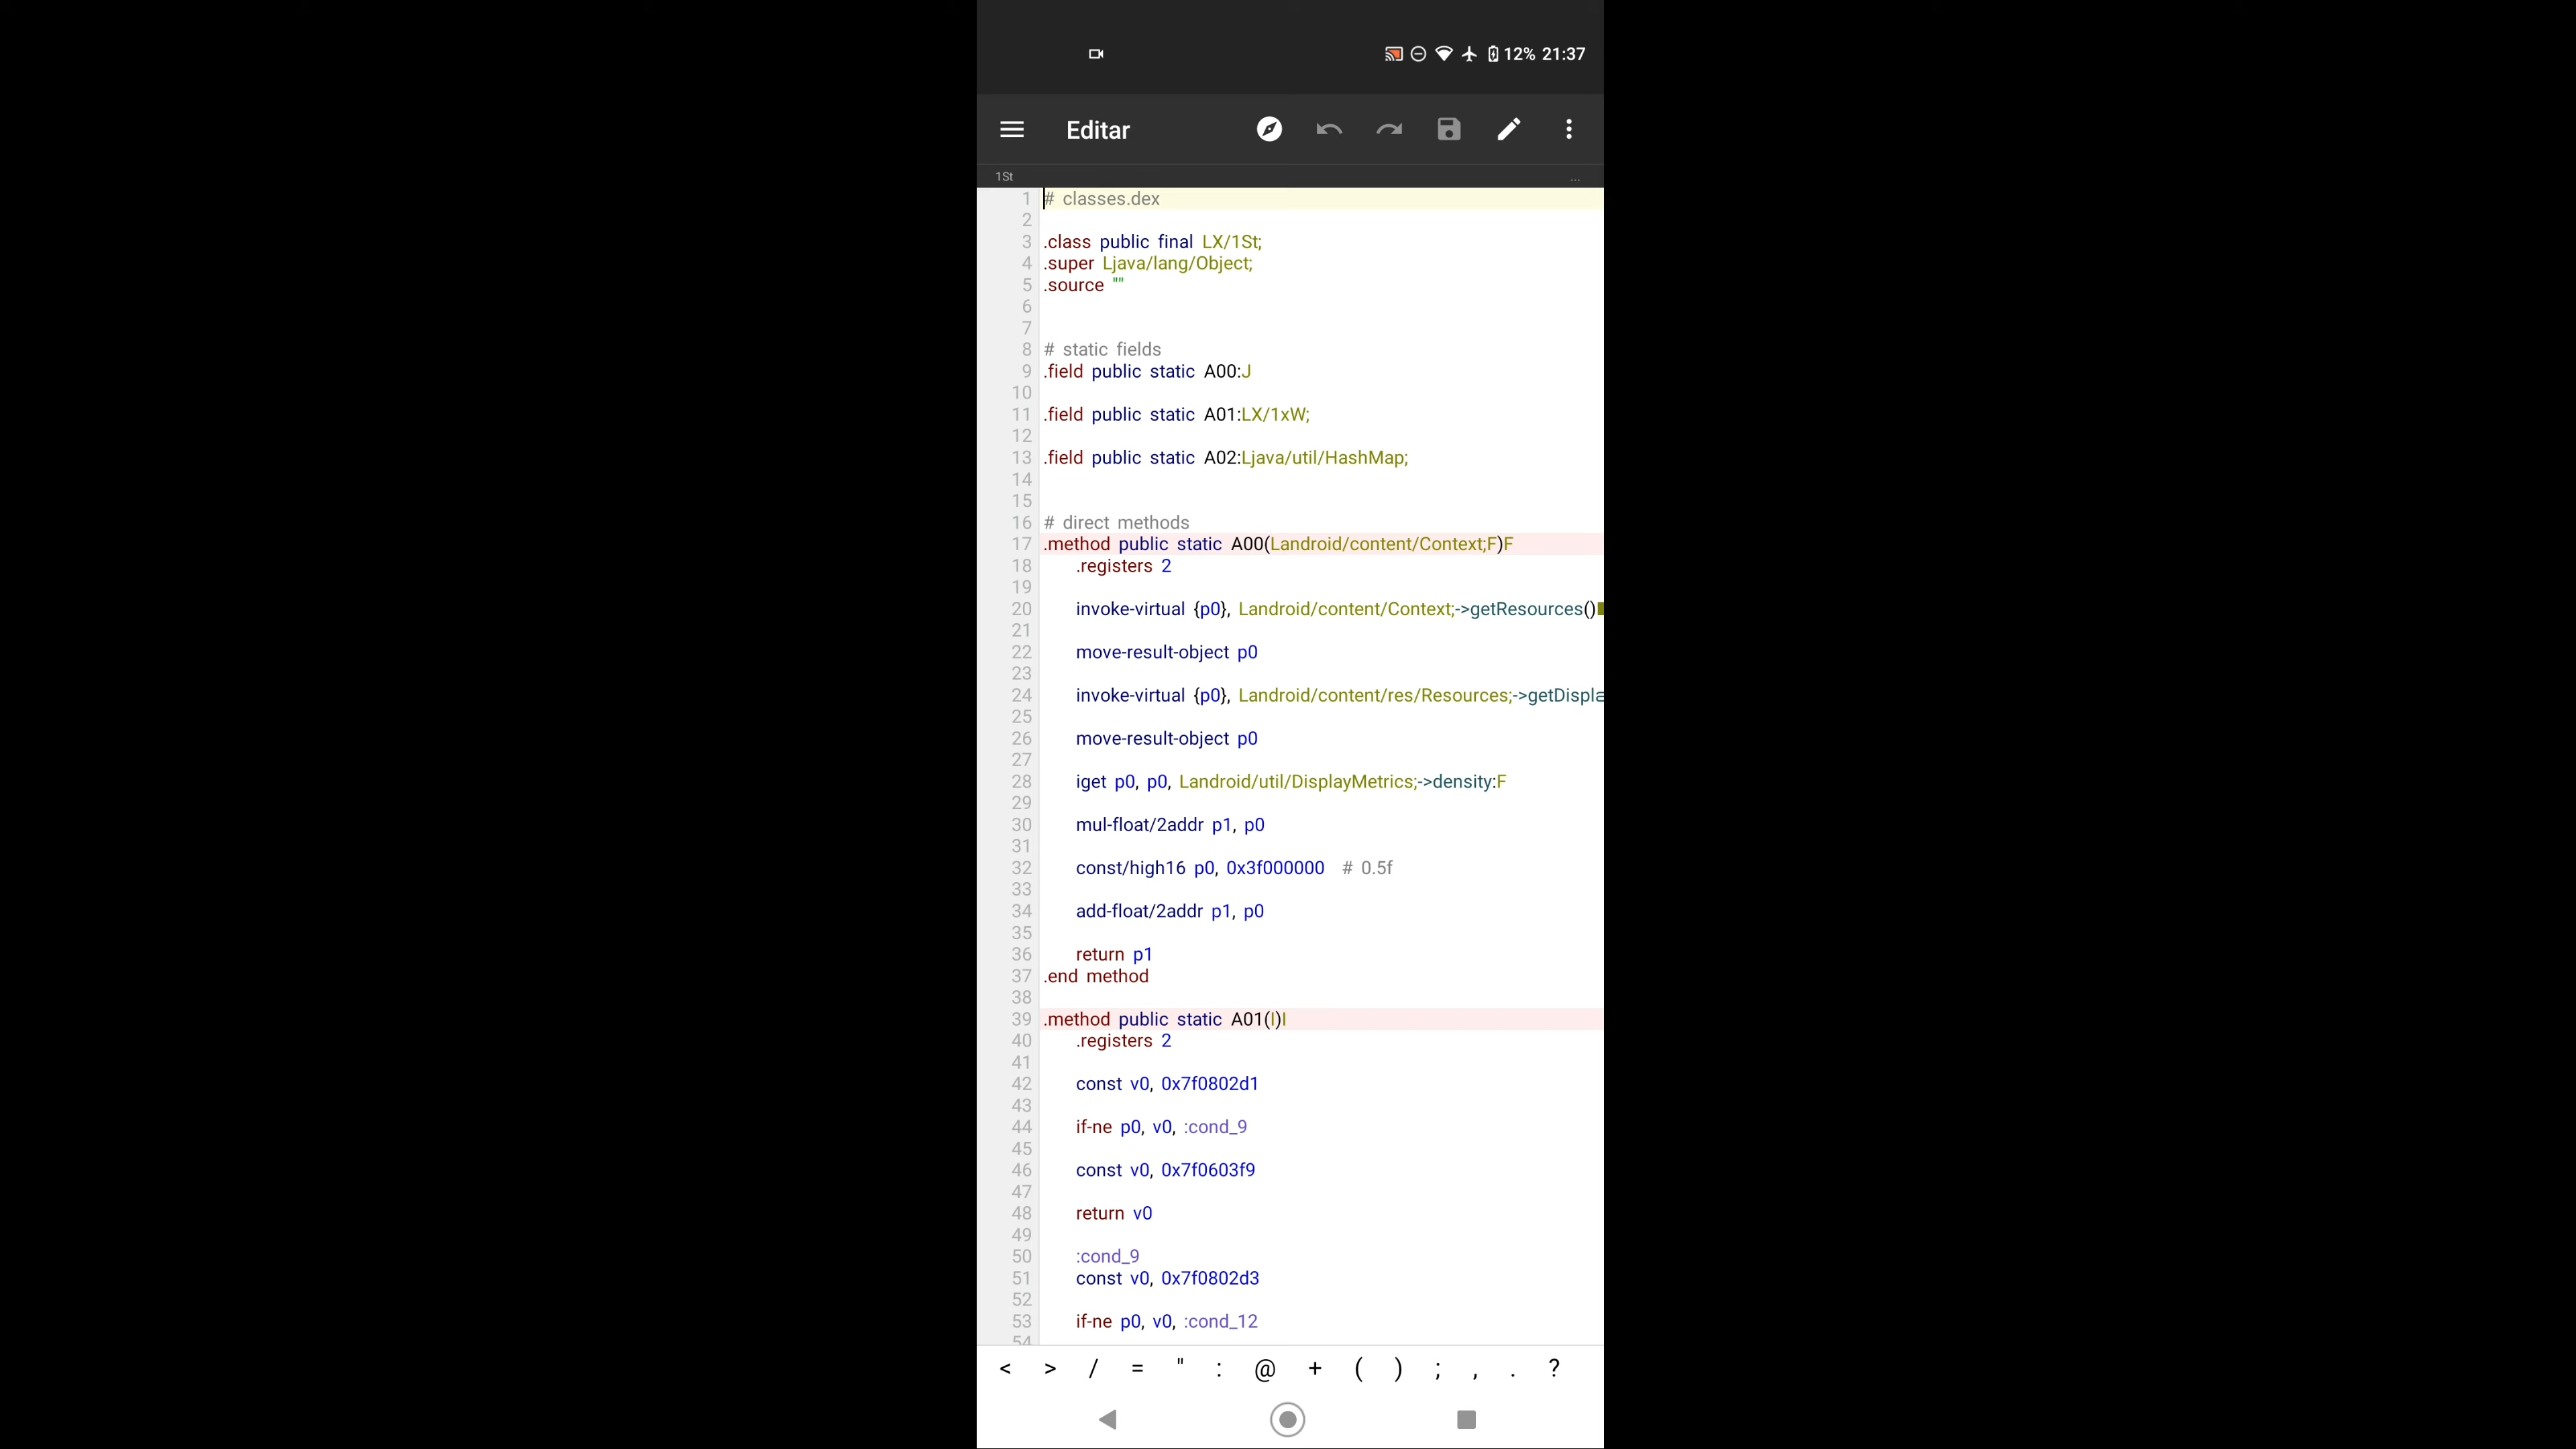 12% 21:37
Editar
1St ...
1 # classes.dex
2
3 .class public final LX/1St;
4 .super Ljava/lang/Object;
5 .source ""
6
7
8 # static fields
9 .field public static A00:J
10
11 .field public static A01:LX/1xW;
12
13 .field public static A02:Ljava/util/HashMap;
14
15
16 # direct methods
17 .method public static A00(Landroid/content/Context;F)F
18 .registers 2
19
20 invoke-virtual {p0}, Landroid/content/Context;->getResources()
21
22 move-result-object p0
23
24 invoke-virtual {p0}, Landroid/content/res/Resources;->getDispla
25
26 move-result-object p0
27
28 iget p0, p0, Landroid/util/DisplayMetrics;->density:F
29
30 mul-float/2addr p1, p0
31
32 const/high16 p0, 0x3f000000 # 0.5f
33
34 add-float/2addr p1, p0
35
36 return p1
37 .end method
38
39 .method public static A01(I)I
40 .registers 2
41
42 const v0, 0x7f0802d1
43
44 if-ne p0, v0, :cond_9
45
46 const v0, 0x7f0603f9
47
48 return v0
49
50 :cond_9
51 const v0, 0x7f0802d3
52
53 if-ne p0, v0, :cond_12
54
< > / = " : @ + ( ) ; , . ?